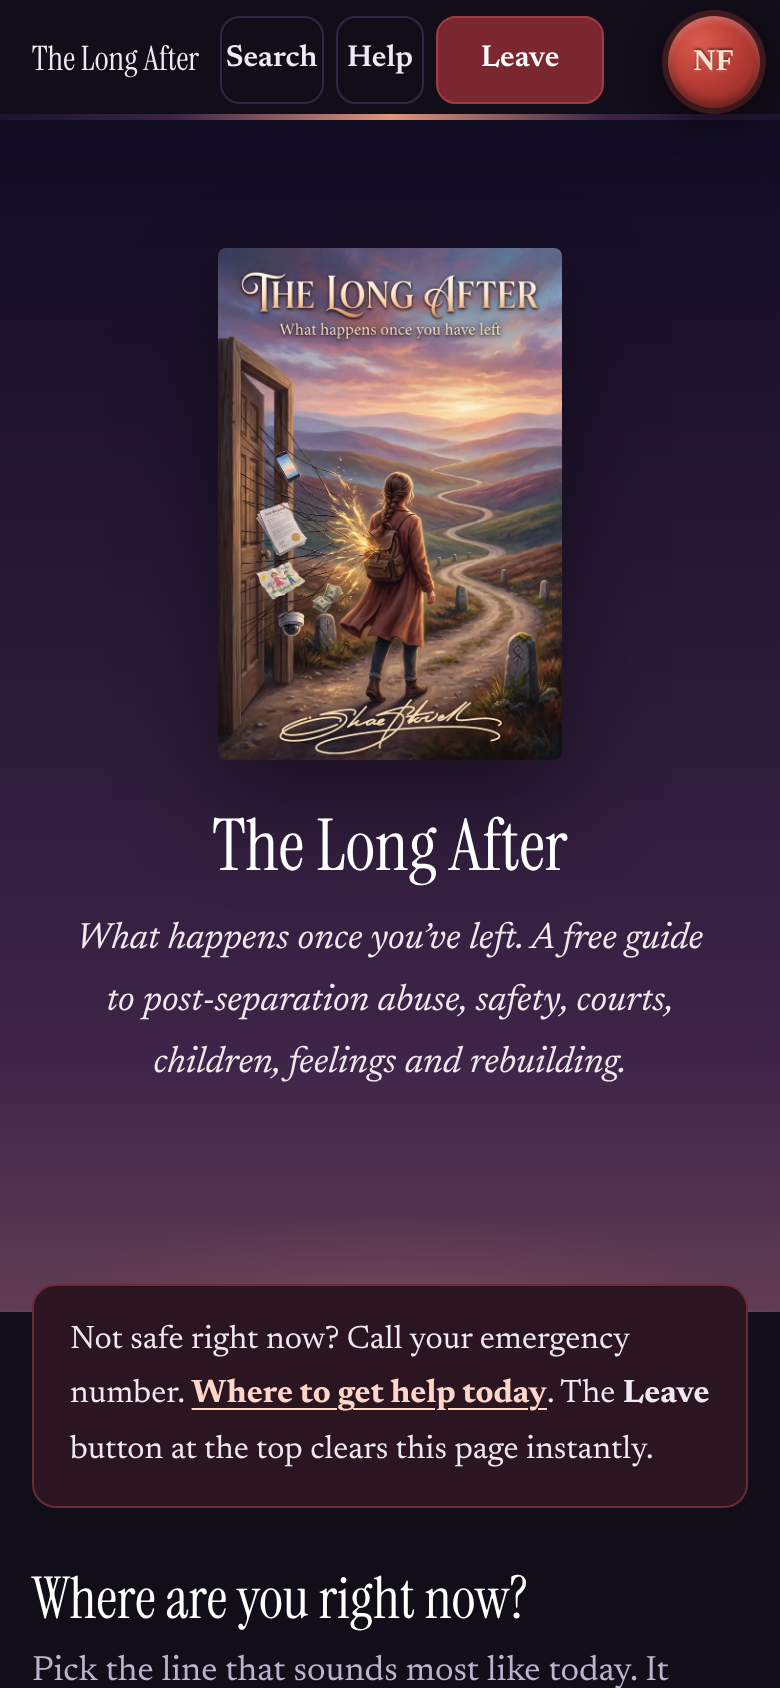 The Long After
Search
Help
Leave
NF
The Long After
What happens once you have left
Shae Stovell
The Long After
What happens once you’ve left. A free guide
to post-separation abuse, safety, courts,
children, feelings and rebuilding.
Not safe right now? Call your emergency
number. Where to get help today. The Leave
button at the top clears this page instantly.
Where are you right now?
Pick the line that sounds most like today. It